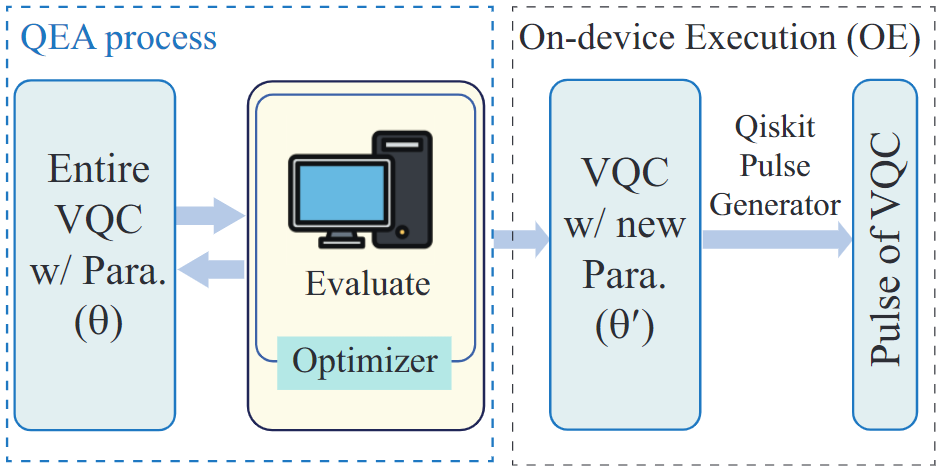 QEA process
Entire
VQC
w/ Para.
(θ)
Evaluate
Optimizer
On-device Execution (OE)
VQC
w/ new
Para.
(θ′)
Qiskit
Pulse
Generator
Pulse of VQC